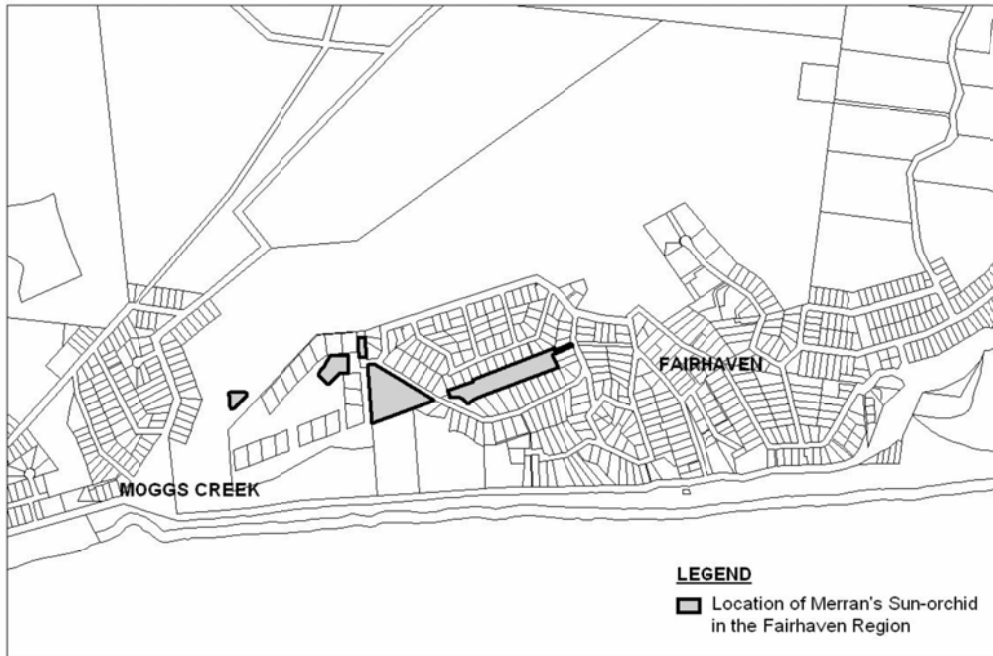 FAIRHAVEN
MOGGS CREEK
LEGEND
Location of Merran's Sun-orchid
in the Fairhaven Region